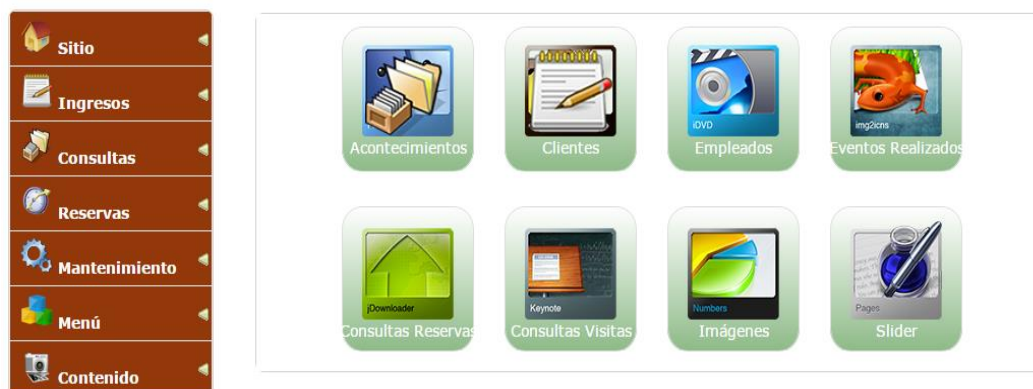 Sitio
Ingresos
Consultas
Reservas
Mantenimiento
Menú
Contenido
iDVD
img2icns
Acontecimientos
Clientes
Empleados
Eventos Realizados
jDownloader
Keynote
Numbers
Pages
Consultas Reservas
Consultas Visitas
Imágenes
Slider